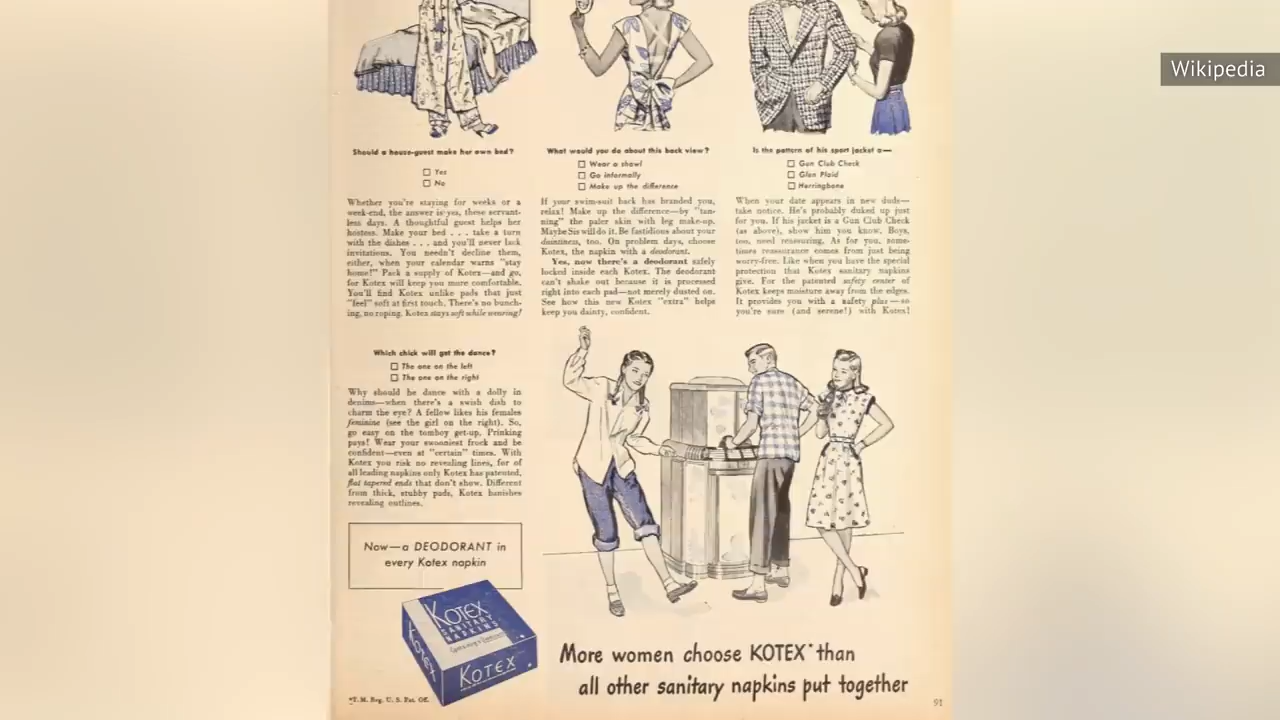 Wikipedia
Should a house-guest make her own bed?
Yes
No
Whether you're staying for weeks or a
week-end, the answer is yes, these servant-
less days. A thoughtful guest helps her
hostess. Make your bed . . . take a turn
with the dishes . . . and you'll never lack
invitations. You needn't decline them,
either, when your calendar warns "stay
home!" Pack a supply of Kotex—and go,
for Kotex will keep you more comfortable.
You'll find Kotex unlike pads that just
"feel" soft at first touch. There's no bunch-
ing, no roping. Kotex stays soft while wearing!
What would you do about this back view?
Wear a shawl
Go informally
Make up the difference
If your swim-suit back has branded you,
relax! Make up the difference—by "tan-
ning" the paler skin with leg make-up.
Maybe Sis will do it. Be fastidious about your
daintiness, too. On problem days, choose
Kotex, the napkin with a deodorant.
Yes, now there's a deodorant safely
locked inside each Kotex. The deodorant
can't shake out because it is processed
right into each pad—not merely dusted on.
See how this new Kotex "extra" helps
keep you dainty, confident.
Is the pattern of his sport jacket a—
Gun Club Check
Glen Plaid
Herringbone
When your date appears in new duds—
take notice. He's probably duked up just
for you. If his jacket is a Gun Club Check
(as above), show him you know. Boys,
too, need reassuring. As for you, some-
times reassurance comes from just being
worry-free. Like when you have the special
protection that Kotex sanitary napkins
give. For the patented safety center of
Kotex keeps moisture away from the edges.
It provides you with a safety plus—so
you're sure (and serene!) with Kotex!
Which chick will get the dance?
The one on the left
The one on the right
Why should he dance with a dolly in
denims—when there's a swish dish to
charm the eye? A fellow likes his females
feminine (see the girl on the right). So,
go easy on the tomboy get-up. Prinking
pays! Wear your swooniest frock and be
confident—even at "certain" times. With
Kotex you risk no revealing lines, for of
all leading napkins only Kotex has patented,
flat tapered ends that don't show. Different
from thick, stubby pads, Kotex banishes
revealing outlines.
Now—a DEODORANT in
every Kotex napkin
KOTEX
SANITARY
NAPKINS
KOTEX
KOTEX
More women choose KOTEX* than
all other sanitary napkins put together
*T. M. Reg. U. S. Pat. Off.
91